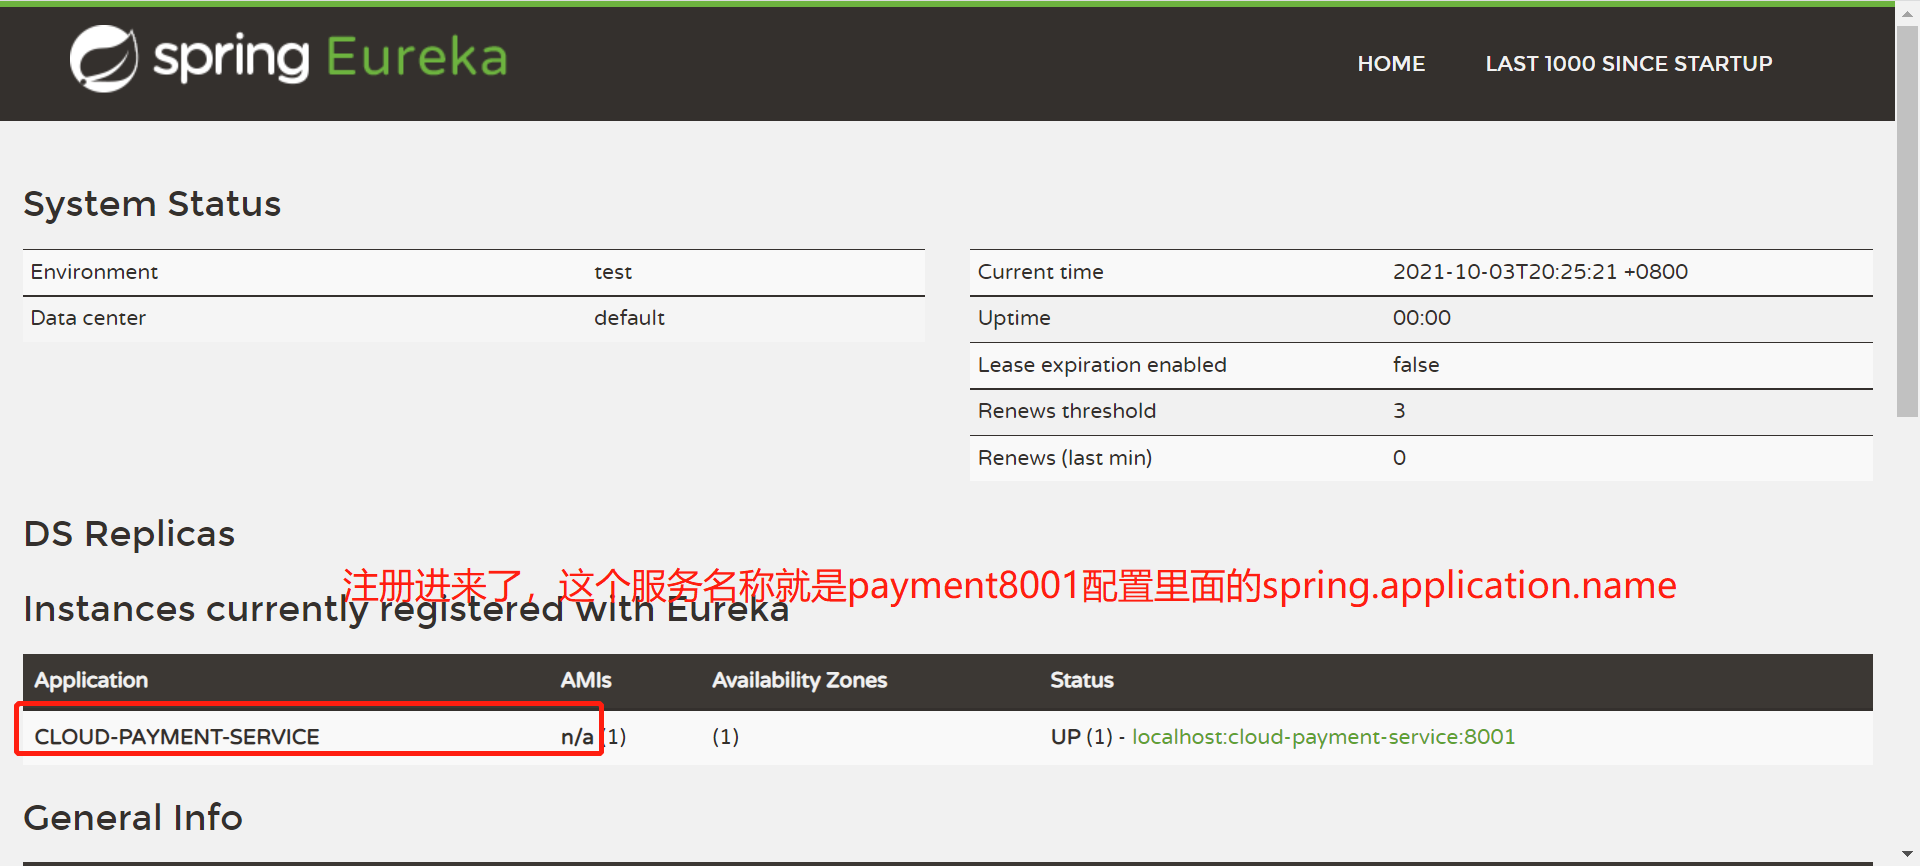 spring Eureka
HOME LAST 1000 SINCE STARTUP
System Status
Environment test
Data center default
Current time 2021-10-03T20:25:21 +0800
Uptime 00:00
Lease expiration enabled false
Renews threshold 3
Renews (last min) 0
DS Replicas
注册进来了，这个服务名称就是payment8001配置里面的spring.application.name
Instances currently registered with Eureka
Application AMIs Availability Zones Status
CLOUD-PAYMENT-SERVICE n/a (1) (1) UP (1) - localhost:cloud-payment-service:8001
General Info